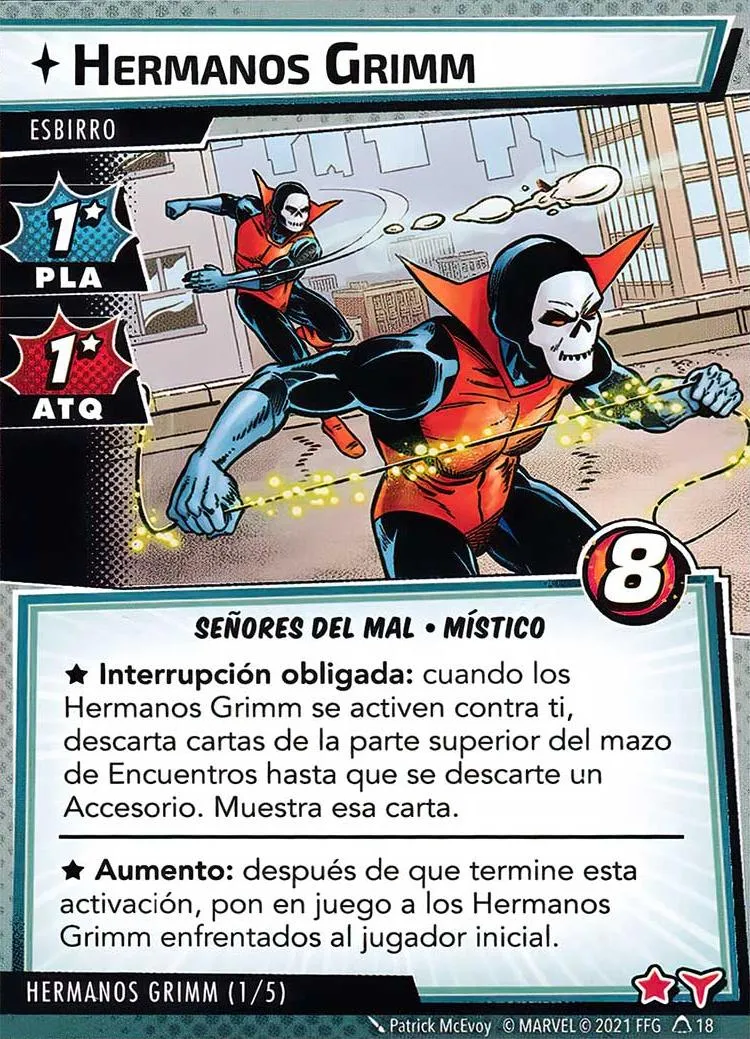 HERMANOS GRIMM
ESBIRRO
1
PLA
1
ATQ
8
SEÑORES DEL MAL • MÍSTICO
★ Interrupción obligada: cuando los
Hermanos Grimm se activen contra ti,
descarta cartas de la parte superior del mazo
de Encuentros hasta que se descarte un
Accesorio. Muestra esa carta.
★ Aumento: después de que termine esta
activación, pon en juego a los Hermanos
Grimm enfrentados al jugador inicial.
HERMANOS GRIMM (1/5)
Patrick McEvoy © MARVEL © 2021 FFG 18